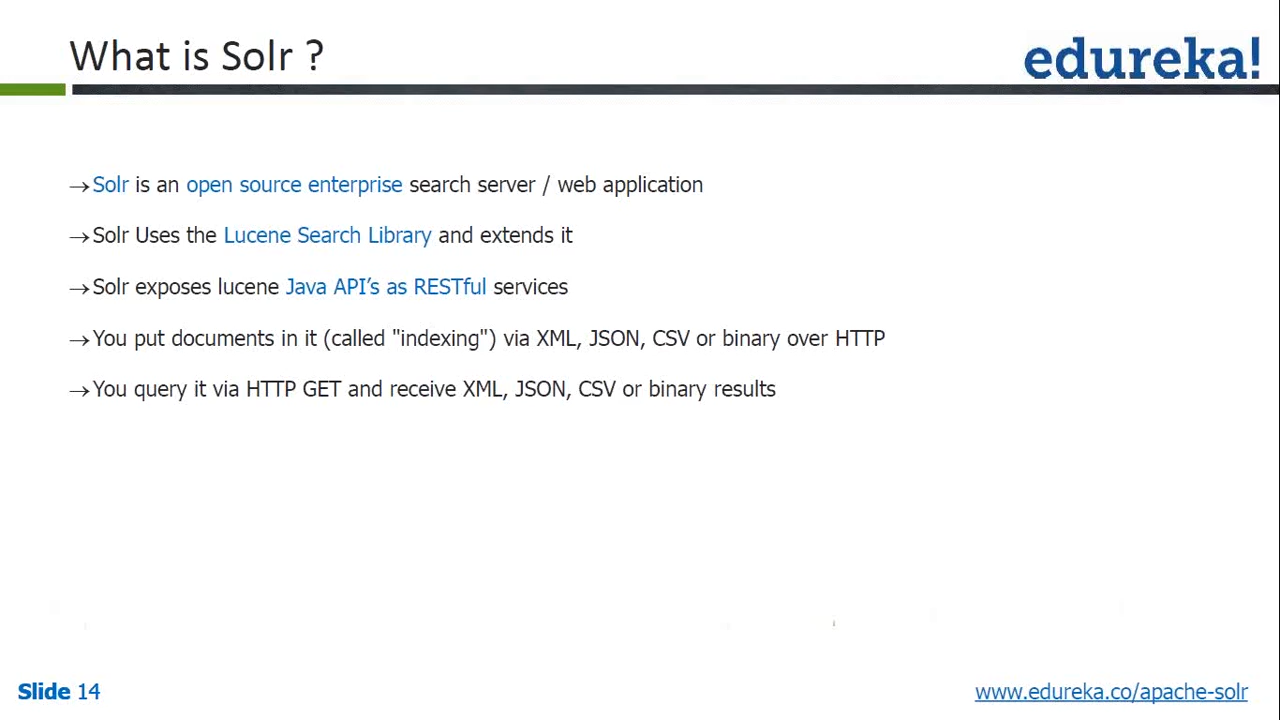 What is Solr ?
edureka!
→Solr is an open source enterprise search server / web application
→Solr Uses the Lucene Search Library and extends it
→Solr exposes lucene Java API’s as RESTful services
→You put documents in it (called "indexing") via XML, JSON, CSV or binary over HTTP
→You query it via HTTP GET and receive XML, JSON, CSV or binary results
Slide 14
www.edureka.co/apache-solr